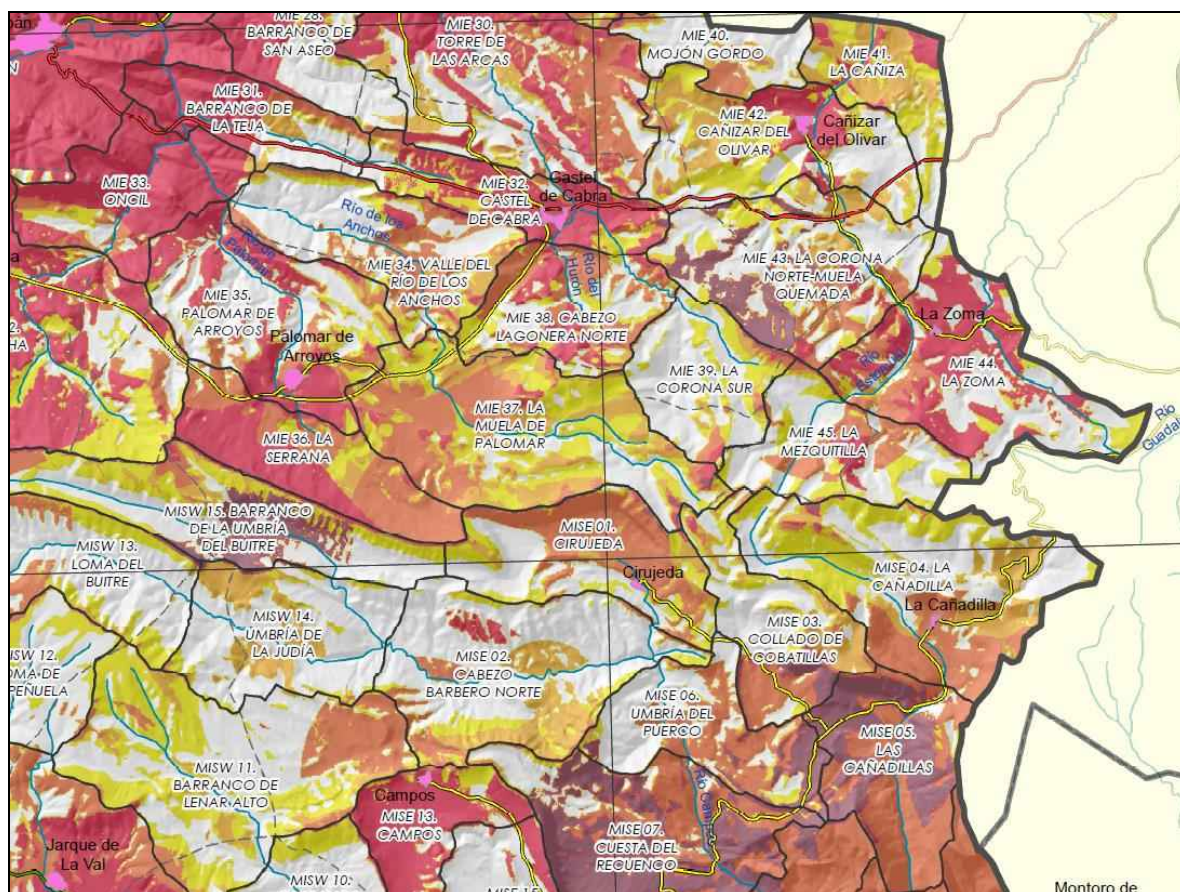 MIE 28.
BARRANCO DE
SAN ASEO
MIE 30.
TORRE DE
LAS ARCAS
MIE 40.
MOJÓN GORDO
MIE 41.
LA CAÑIZA
MIE 31.
BARRANCO DE
LA TEJA
MIE 42.
CAÑIZAR DEL
OLIVAR
Cañizar
del Olivar
MIE 33.
ONCIL
MIE 32.
CASTEL
DE CABRA
Castel
de Cabra
Río de los
Anchos
MIE 34. VALLE DEL
RÍO DE LOS
ANCHOS
MIE 43. LA CORONA
NORTE-MUELA
QUEMADA
MIE 35.
PALOMAR DE
ARROYOS
Palomar de
Arroyos
Río del
Hurón
MIE 38. CABEZO
LAGONERA NORTE
La Zoma
MIE 44.
LA ZOMA
MIE 39. LA
CORONA SUR
MIE 37. LA
MUELA DE
PALOMAR
MIE 36. LA
SERRANA
MIE 45. LA
MEZQUITILLA
Río
MISW 15. BARRANCO
DE LA UMBRÍA
DEL BUITRE
MISE 01.
CIRUJEDA
Cirujeda
MISW 13.
LOMA DEL
BUITRE
MISE 04. LA
CAÑADILLA
La Cañadilla
MISW 14.
UMBRÍA DE
LA JUDÍA
MISE 03.
COLLADO DE
COBATILLAS
MISE 02.
CABEZO
BARBERO NORTE
MISE 06.
UMBRÍA DEL
PUERCO
MISE 05.
LAS
CAÑADILLAS
MISW 11.
BARRANCO DE
LENAR ALTO
Campos
MISE 13.
CAMPOS
MISE 07.
CUESTA DEL
RECUENCO
Jarque de
La Val
MISW 10.
Montoro de